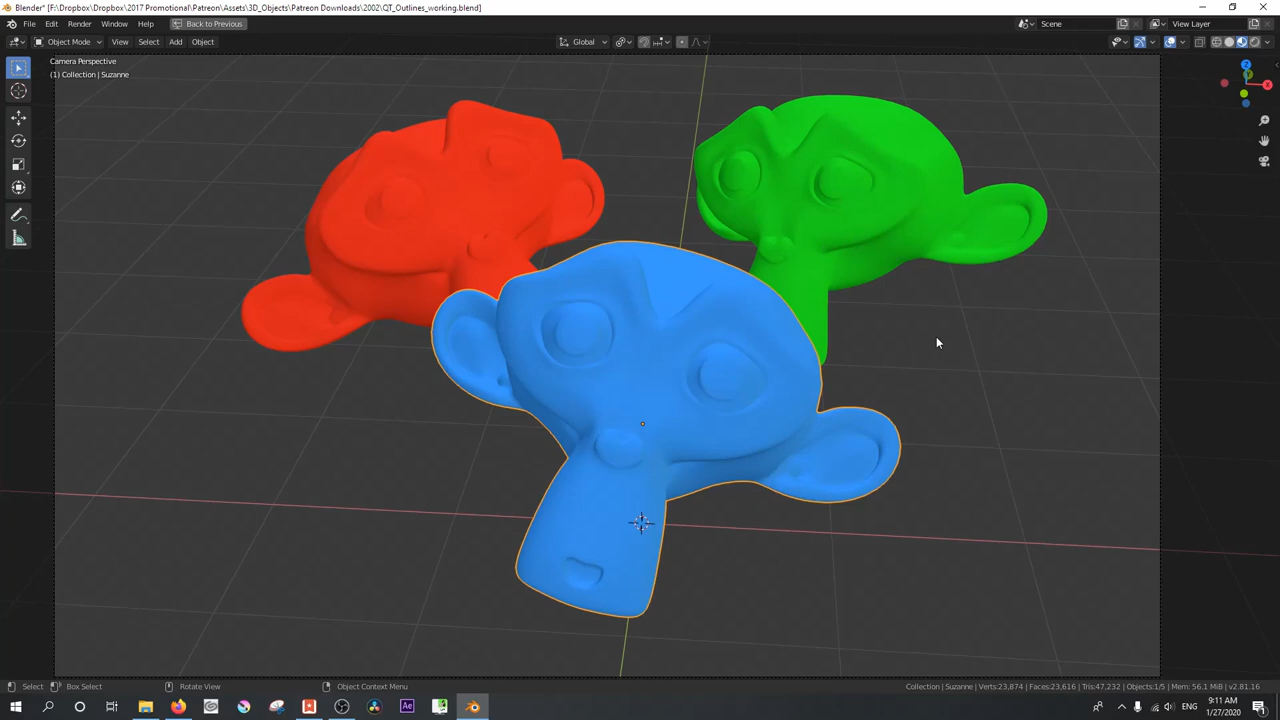 Blender* [F:\Dropbox\Dropbox\2017 Promotional\Patreon\Assets\3D_Objects\Patreon Downloads\2002\QT_Outlines_working.blend]
File Edit Render Window Help Back to Previous Scene View Layer
Object Mode View Select Add Object Global
Camera Perspective
(1) Collection | Suzanne
X
Select Box Select Rotate View Object Context Menu Collection | Suzanne | Verts:23,874 | Faces:23,616 | Tris:47,232 | Objects:1/5 | Mem: 56.1 MiB | v2.81.16
Ae ENG 9:11 AM
1/27/2020